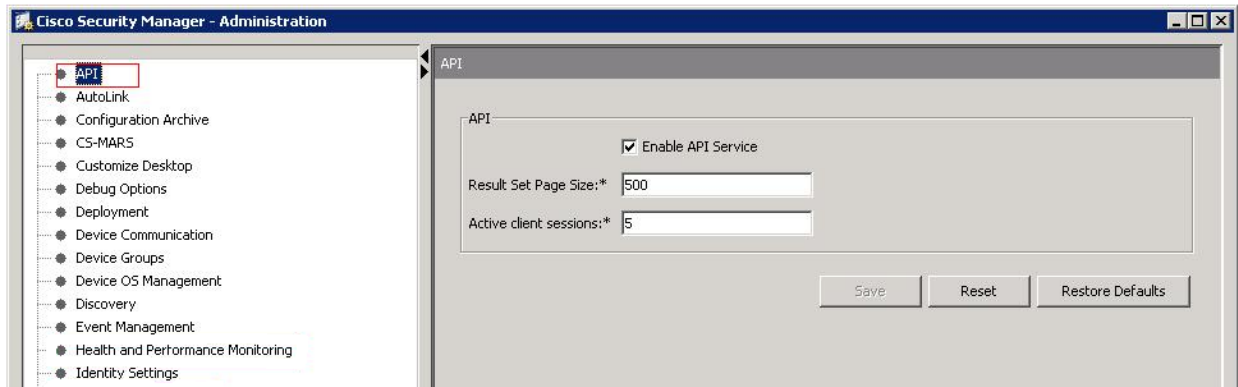 Cisco Security Manager - Administration
API
AutoLink
Configuration Archive
CS-MARS
Customize Desktop
Debug Options
Deployment
Device Communication
Device Groups
Device OS Management
Discovery
Event Management
Health and Performance Monitoring
Identity Settings
API
API
Enable API Service
Result Set Page Size:* 500
Active client sessions:* 5
Save Reset Restore Defaults